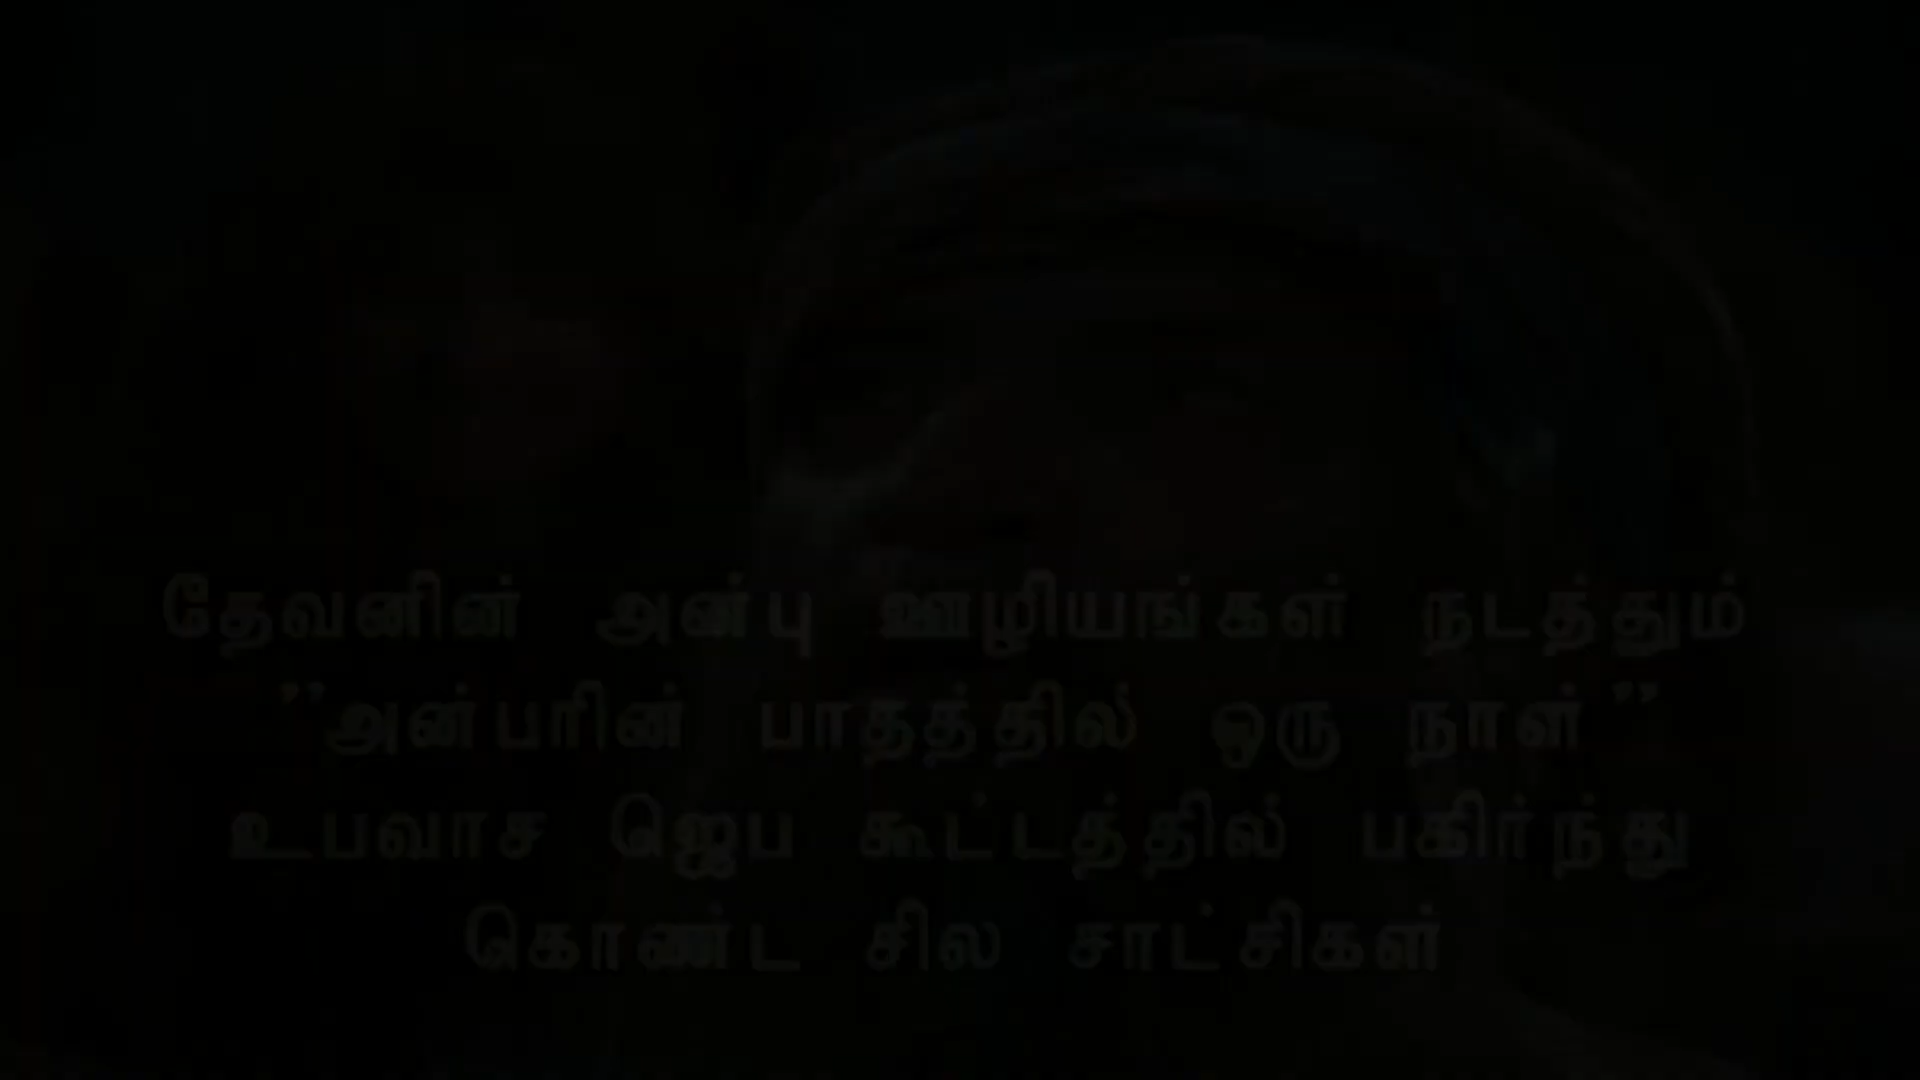 தேவனின் அன்பு ஊழியங்கள் நடத்தும்
"அன்பரின் பாதத்தில் ஒரு நாள்"
உபவாச ஜெப கூட்டத்தில் பகிர்ந்து
கொண்ட சில சாட்சிகள்